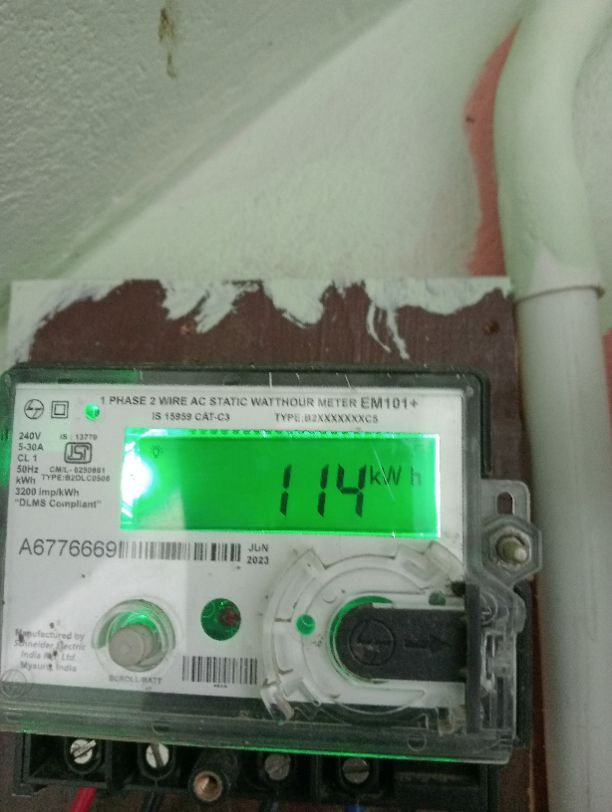 1 PHASE 2 WIRE AC STATIC WATTHOUR METER EM101+
IS 15959 CAT-C3 TYPE:B2XXXXXXXC5
240V IS : 13779
5-30A
CL 1
50Hz
kWh TYPE:B2DLC0506
3200 imp/kWh
"DLMS Compliant"
114 kWh
A6776669
JUN
2023
Manufactured by
Schneider Electric
India Pvt. Ltd.
Mysuru, India
SCROLL/BATT